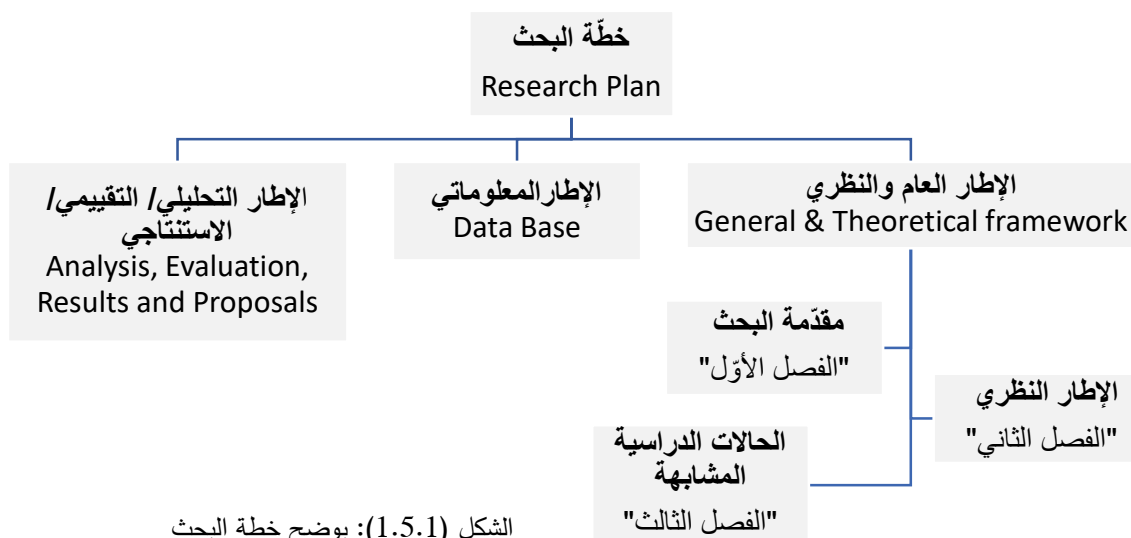 خطّة البحث
Research Plan
الإطار العام والنظري
General & Theoretical framework
الإطارالمعلوماتي
Data Base
الإطار التحليلي/ التقييمي/
الاستنتاجي
Analysis, Evaluation,
Results and Proposals
مقدّمة البحث
"الفصل الأوّل"
الإطار النظري
"الفصل الثاني"
الحالات الدراسية
المشابهة
"الفصل الثالث"
الشكل (1.5.1): يوضح خطة البحث